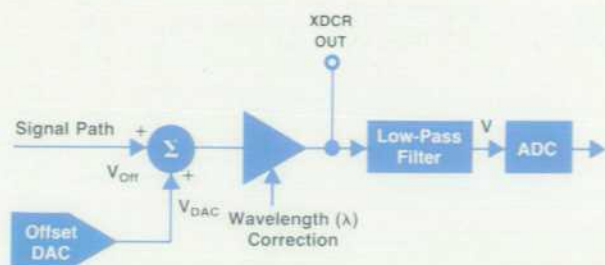 XDCR
OUT
Signal Path
+
Σ
V_Off
+
V_DAC
Wavelength (λ)
Correction
Low-Pass
Filter
V
ADC
Offset
DAC